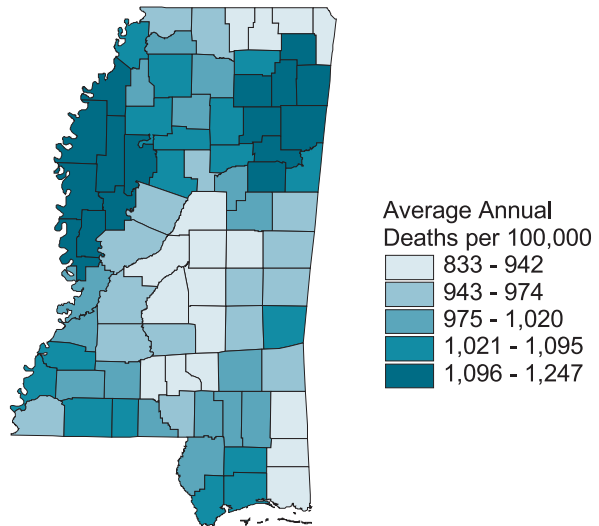 Average Annual
Deaths per 100,000
833 - 942
943 - 974
975 - 1,020
1,021 - 1,095
1,096 - 1,247